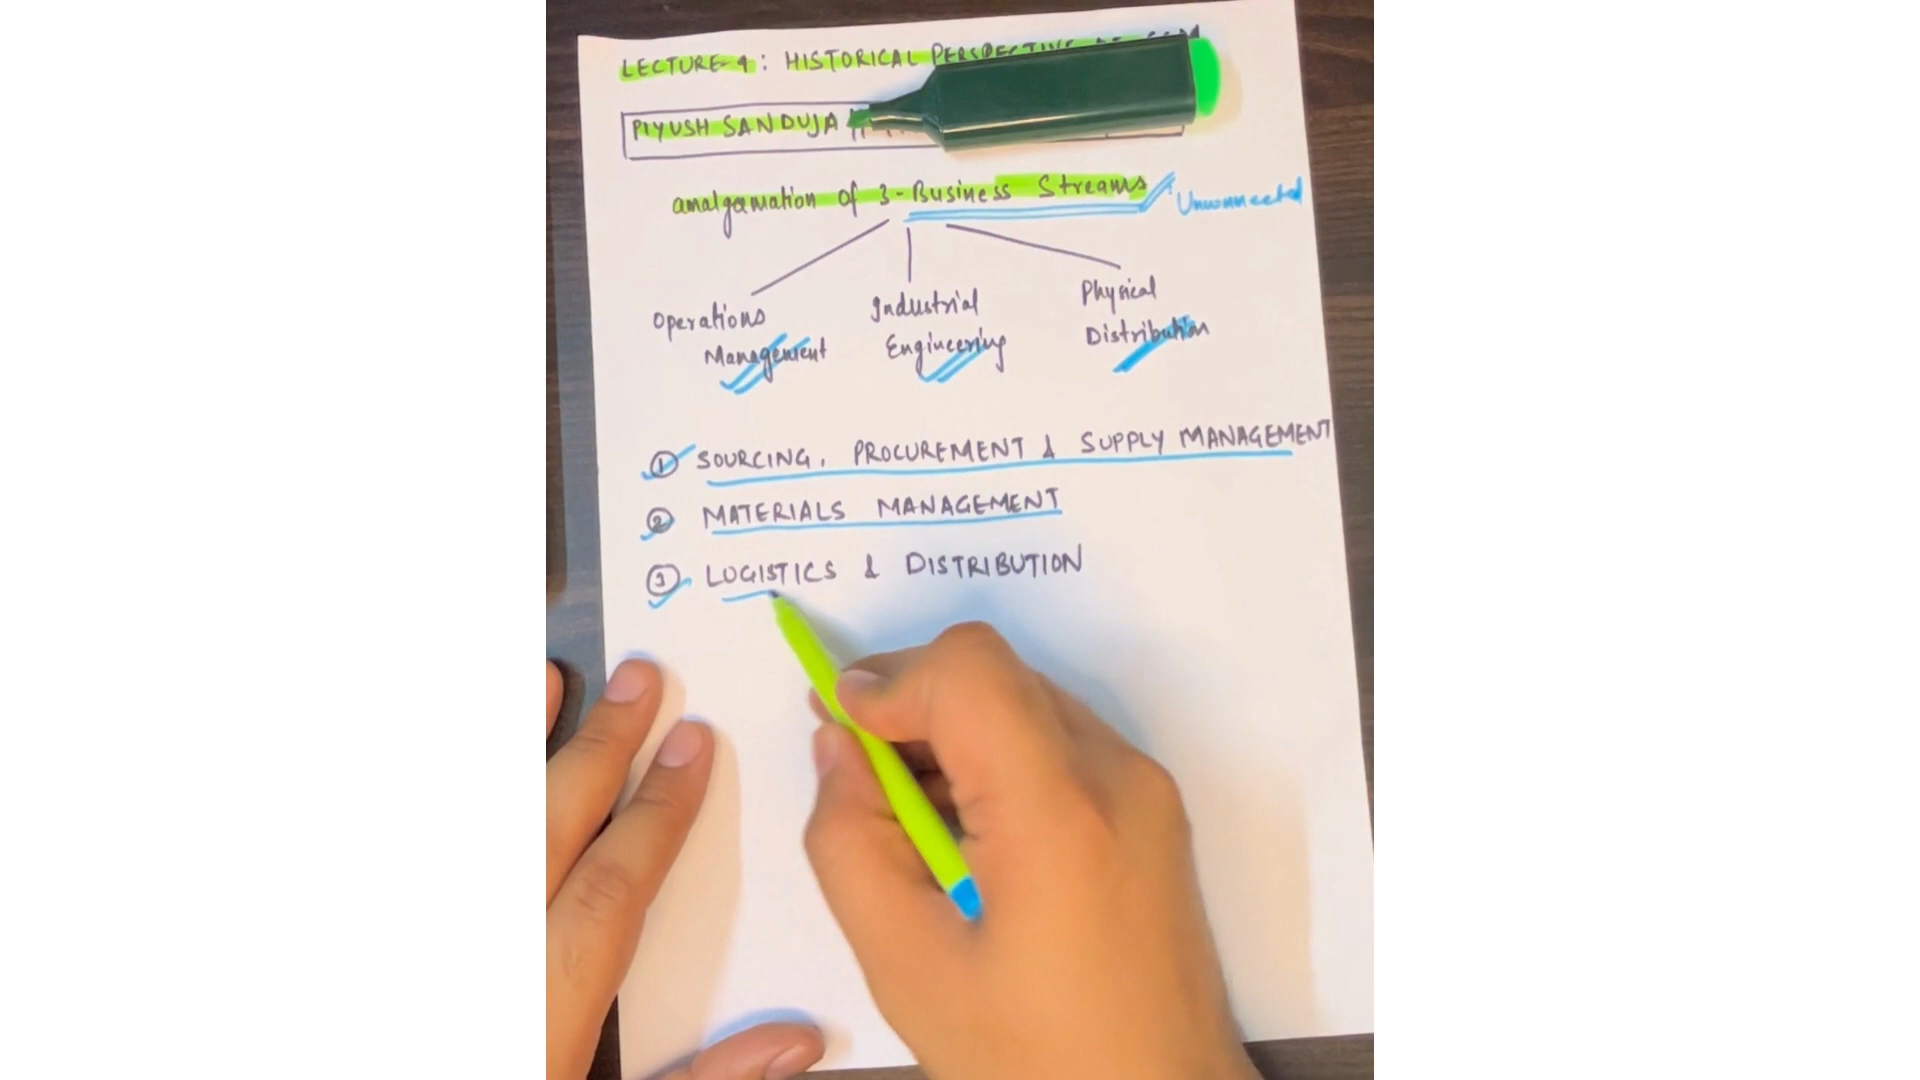 LECTURE-4: HISTORICAL PERSPECTIVE
PIYUSH SANDUJA
amalgamation of 3-Business Streams
Unconnected
Operations Management
Industrial Engineering
Physical Distribution
① SOURCING, PROCUREMENT & SUPPLY MANAGEMENT
② MATERIALS MANAGEMENT
③ LOGISTICS & DISTRIBUTION